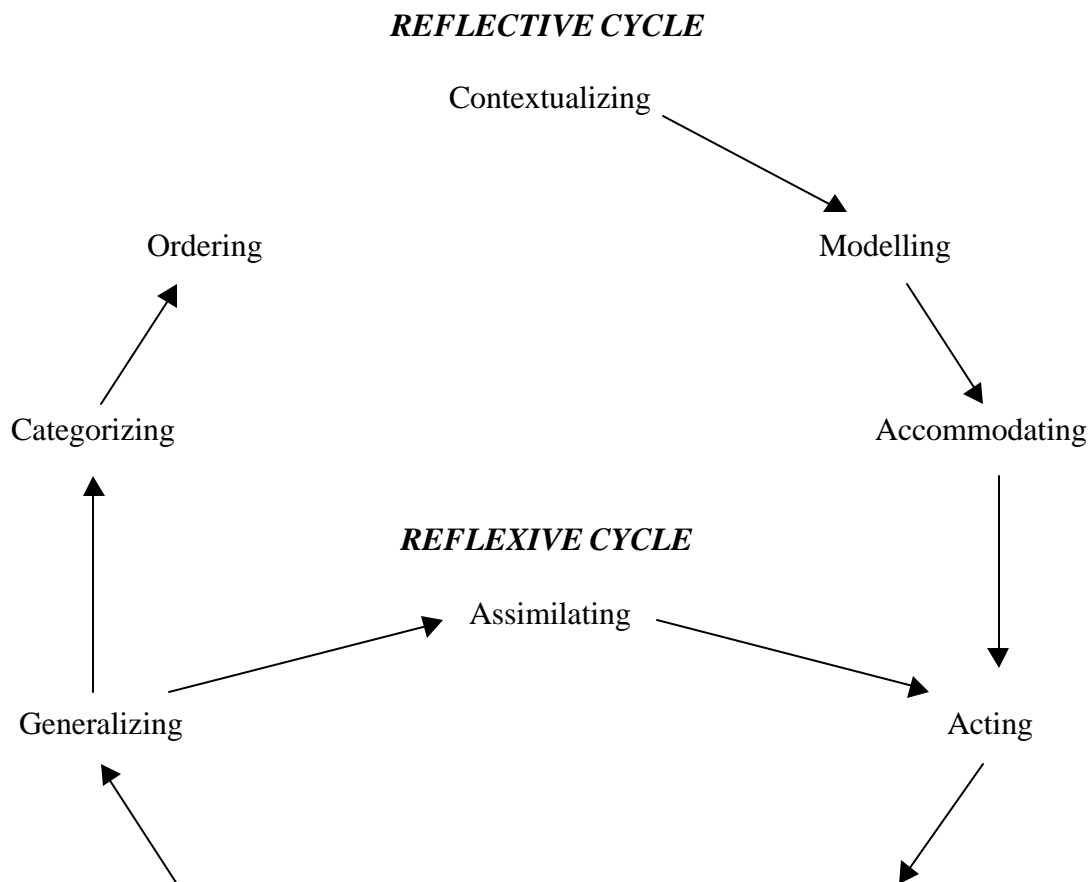 REFLECTIVE CYCLE
Contextualizing
Ordering
Modelling
Categorizing
Accommodating
REFLEXIVE CYCLE
Assimilating
Generalizing
Acting